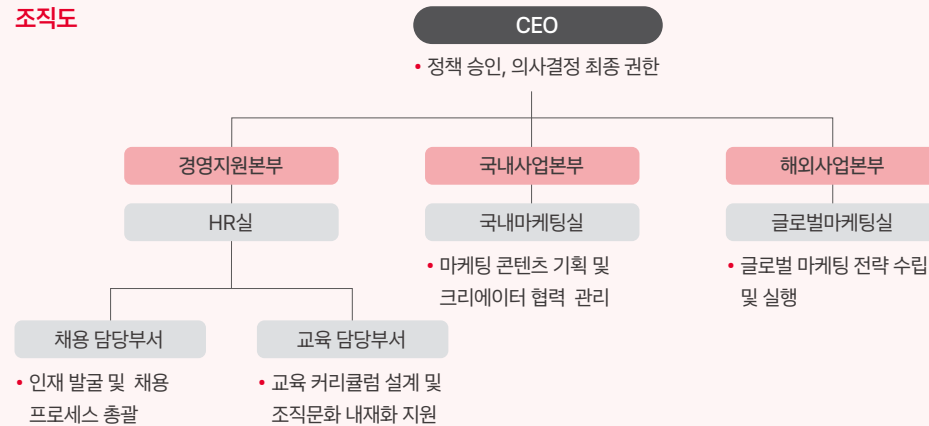 조직도
CEO
• 정책 승인, 의사결정 최종 권한
경영지원본부
국내사업본부
해외사업본부
HR실
국내마케팅실
글로벌마케팅실
• 마케팅 콘텐츠 기획 및
크리에이터 협력 관리
• 글로벌 마케팅 전략 수립
및 실행
채용 담당부서
교육 담당부서
• 인재 발굴 및 채용
프로세스 총괄
• 교육 커리큘럼 설계 및
조직문화 내재화 지원